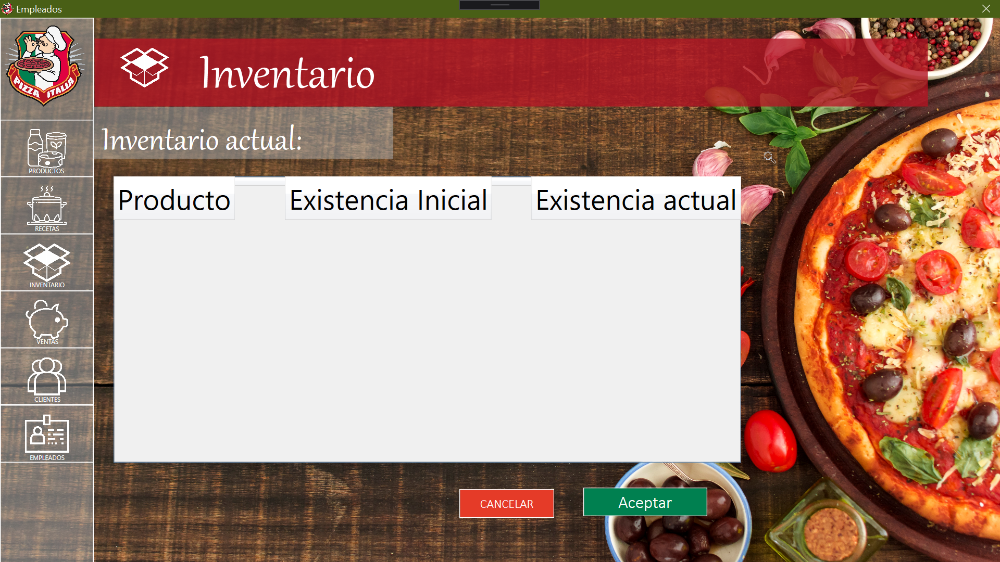 Empleados
PIZZA ITALIA
Inventario
Inventario actual:
PRODUCTOS
RECETAS
INVENTARIO
VENTAS
CLIENTES
EMPLEADOS
Producto
Existencia Inicial
Existencia actual
CANCELAR
Aceptar